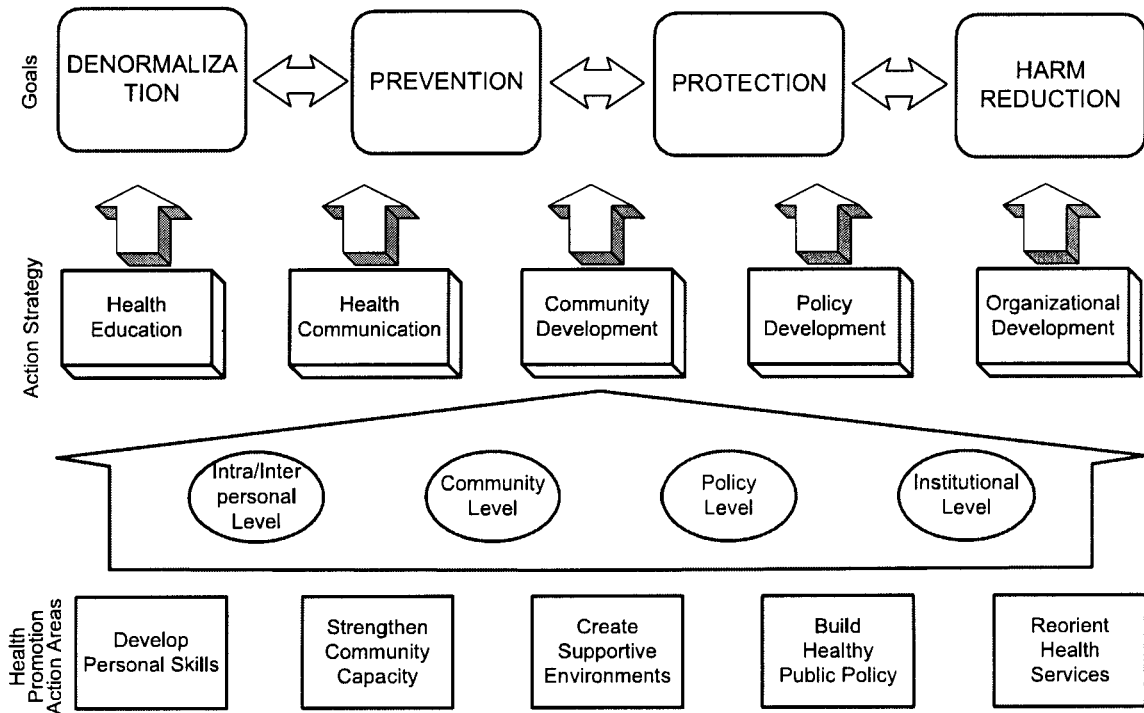 Goals
DENORMALIZA
TION
PREVENTION
PROTECTION
HARM
REDUCTION
Action Strategy
Health
Education
Health
Communication
Community
Development
Policy
Development
Organizational
Development
Intra/Inter
personal
Level
Community
Level
Policy
Level
Institutional
Level
Health
Promotion
Action Areas
Develop
Personal Skills
Strengthen
Community
Capacity
Create
Supportive
Environments
Build
Healthy
Public Policy
Reorient
Health
Services